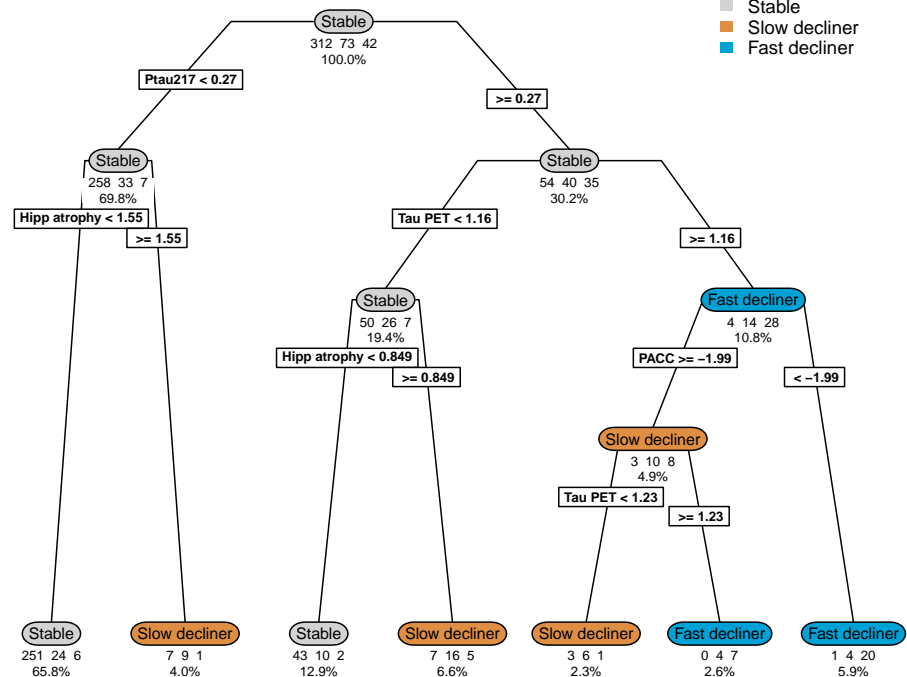 Stable
Slow decliner
Fast decliner
Stable
312 73 42
100.0%
Ptau217 < 0.27
>= 0.27
Stable
258 33 7
69.8%
Stable
54 40 35
30.2%
Hipp atrophy < 1.55
>= 1.55
Tau PET < 1.16
>= 1.16
Stable
50 26 7
19.4%
Fast decliner
4 14 28
10.8%
Hipp atrophy < 0.849
>= 0.849
PACC >= −1.99
< −1.99
Slow decliner
3 10 8
4.9%
Tau PET < 1.23
>= 1.23
Stable
251 24 6
65.8%
Slow decliner
7 9 1
4.0%
Stable
43 10 2
12.9%
Slow decliner
7 16 5
6.6%
Slow decliner
3 6 1
2.3%
Fast decliner
0 4 7
2.6%
Fast decliner
1 4 20
5.9%